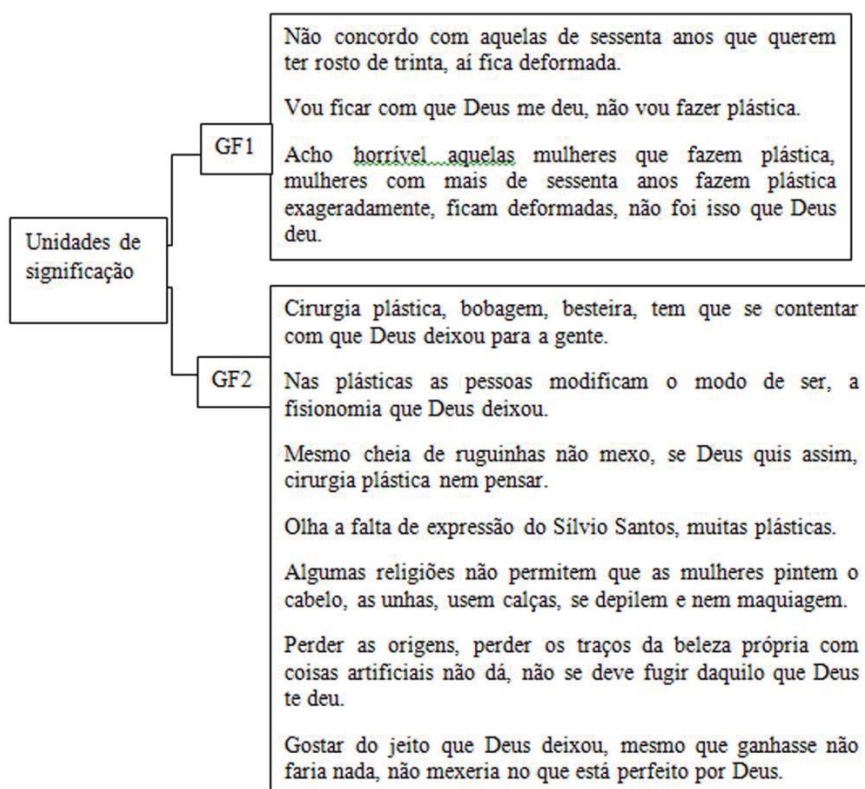 Unidades de
significação
GF1
Não concordo com aquelas de sessenta anos que querem
ter rosto de trinta, aí fica deformada.
Vou ficar com que Deus me deu, não vou fazer plástica.
Acho horrível aquelas mulheres que fazem plástica,
mulheres com mais de sessenta anos fazem plástica
exageradamente, ficam deformadas, não foi isso que Deus
deu.
GF2
Cirurgia plástica, bobagem, besteira, tem que se contentar
com que Deus deixou para a gente.
Nas plásticas as pessoas modificam o modo de ser, a
fisionomia que Deus deixou.
Mesmo cheia de ruguinhas não mexo, se Deus quis assim,
cirurgia plástica nem pensar.
Olha a falta de expressão do Sílvio Santos, muitas plásticas.
Algumas religiões não permitem que as mulheres pintem o
cabelo, as unhas, usem calças, se depilem e nem maquiagem.
Perder as origens, perder os traços da beleza própria com
coisas artificiais não dá, não se deve fugir daquilo que Deus
te deu.
Gostar do jeito que Deus deixou, mesmo que ganhasse não
faria nada, não mexeria no que está perfeito por Deus.